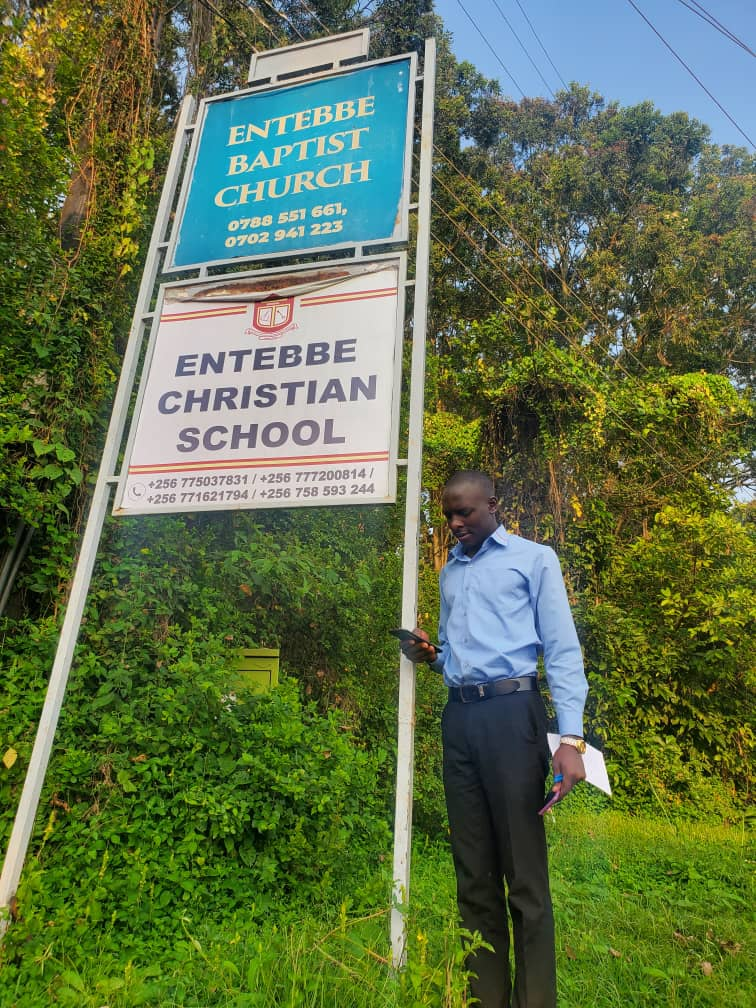 ENTEBBE
BAPTIST
CHURCH
0788 551 661,
0702 941 223
ENTEBBE
CHRISTIAN
SCHOOL
+256 775037831 / +256 777200814 /
+256 771621794 / +256 758 593 244